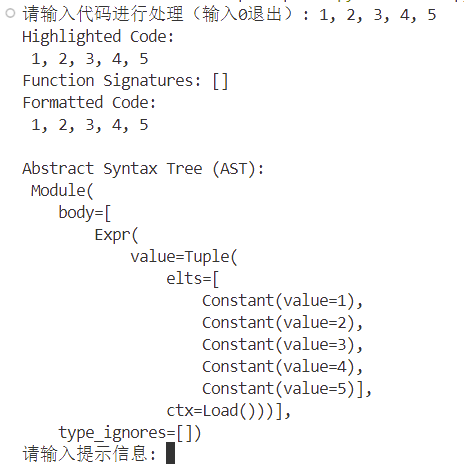 请输入代码进行处理（输入0退出）: 1, 2, 3, 4, 5
Highlighted Code:
 1, 2, 3, 4, 5
Function Signatures: []
Formatted Code:
 1, 2, 3, 4, 5

Abstract Syntax Tree (AST):
 Module(
    body=[
        Expr(
            value=Tuple(
                elts=[
                    Constant(value=1),
                    Constant(value=2),
                    Constant(value=3),
                    Constant(value=4),
                    Constant(value=5)],
                ctx=Load()))],
    type_ignores=[])
请输入提示信息: